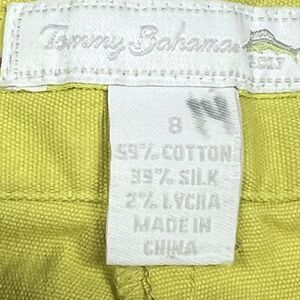 Tommy Bahama
8
59% COTTON
39% SILK
2% LYCRA
MADE IN
CHINA